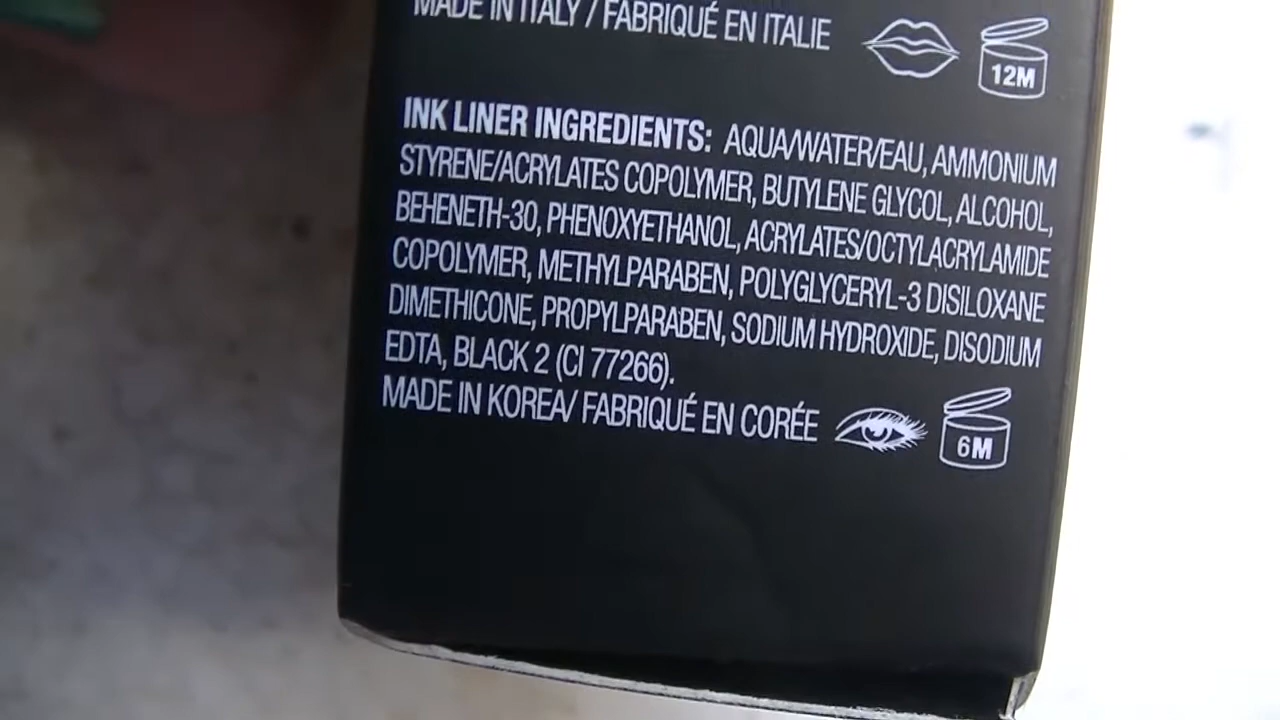 MADE IN ITALY / FABRIQUÉ EN ITALIE
12M
INK LINER INGREDIENTS: AQUA/WATER/EAU, AMMONIUM
STYRENE/ACRYLATES COPOLYMER, BUTYLENE GLYCOL, ALCOHOL,
BEHENETH-30, PHENOXYETHANOL, ACRYLATES/OCTYLACRYLAMIDE
COPOLYMER, METHYLPARABEN, POLYGLYCERYL-3 DISILOXANE
DIMETHICONE, PROPYLPARABEN, SODIUM HYDROXIDE, DISODIUM
EDTA, BLACK 2 (CI 77266).
MADE IN KOREA/ FABRIQUÉ EN CORÉE
6M